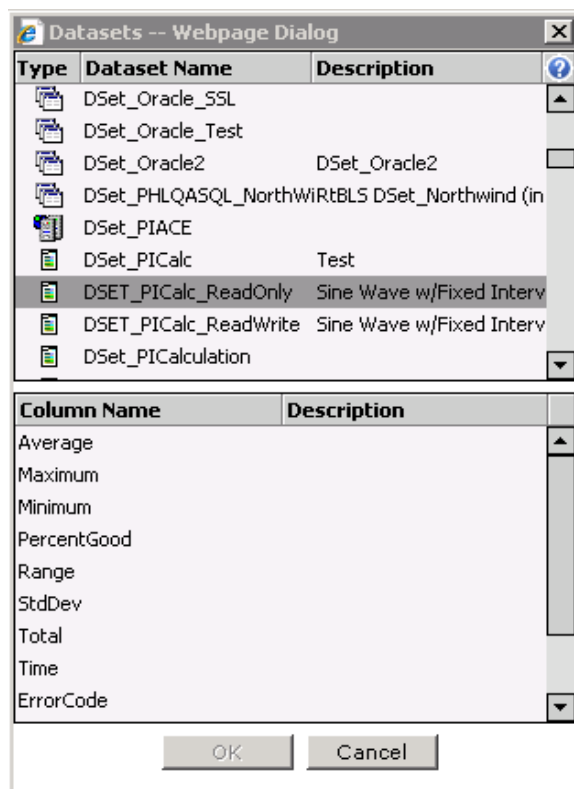 Datasets -- Webpage Dialog
Type Dataset Name Description
DSet_Oracle_SSL
DSet_Oracle_Test
DSet_Oracle2 DSet_Oracle2
DSet_PHLQASQL_NorthWiRtBLS DSet_Northwind (in
DSet_PIACE
DSet_PICalc Test
DSET_PICalc_ReadOnly Sine Wave w/Fixed Interv
DSET_PICalc_ReadWrite Sine Wave w/Fixed Interv
DSet_PICalculation
Column Name Description
Average
Maximum
Minimum
PercentGood
Range
StdDev
Total
Time
ErrorCode
OK Cancel